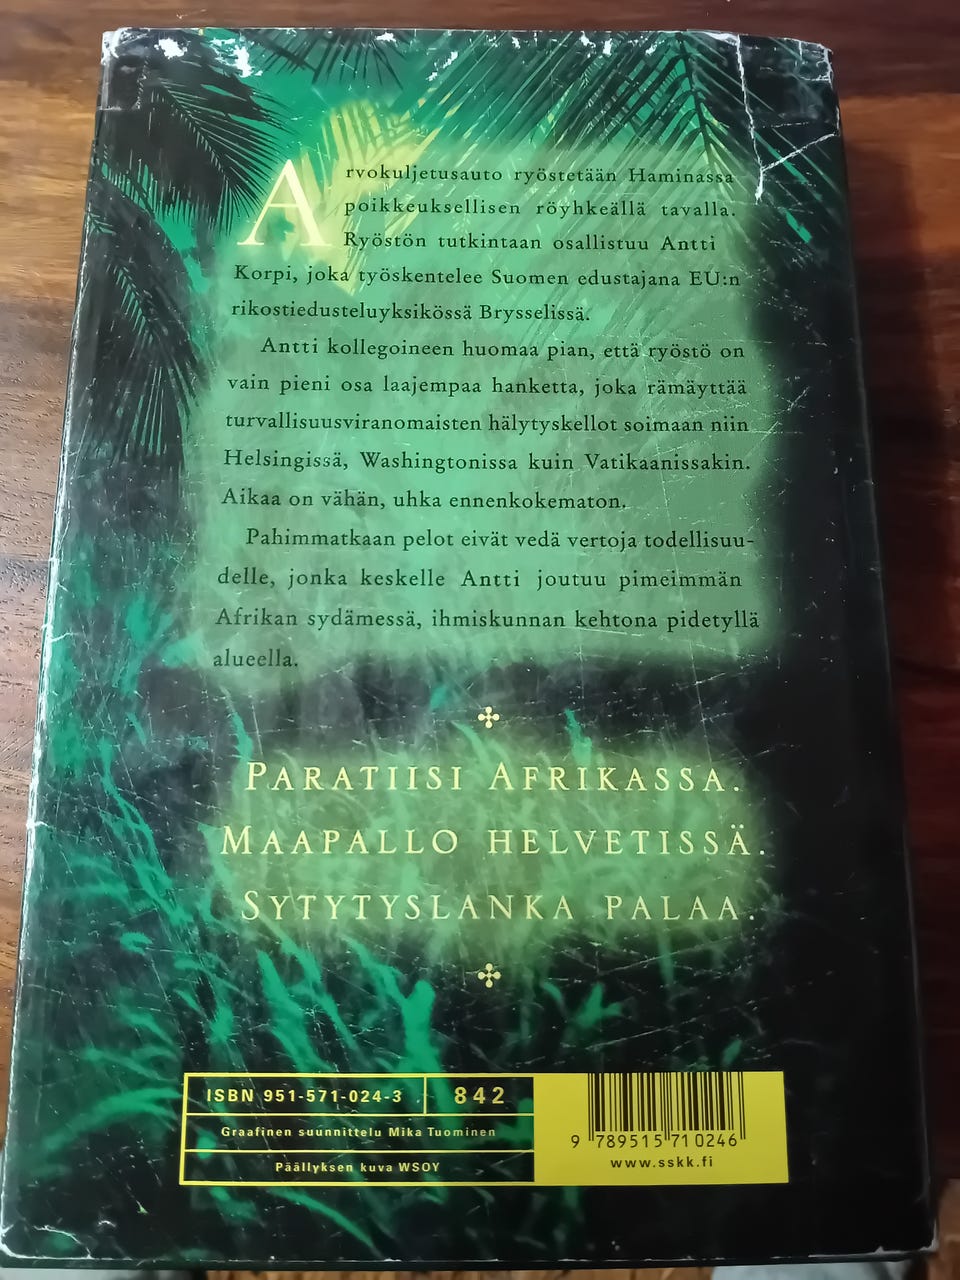 Arvokuljetusauto ryöstetään Haminassa
poikkeuksellisen röyhkeällä tavalla.
Ryöstön tutkintaan osallistuu Antti
Korpi, joka työskentelee Suomen edustajana EU:n
rikostiedusteluyksikössä Brysselissä.
Antti kollegoineen huomaa pian, että ryöstö on
vain pieni osa laajempaa hanketta, joka rämäyttää
turvallisuusviranomaisten hälytyskellot soimaan niin
Helsingissä, Washingtonissa kuin Vatikaanissakin.
Aikaa on vähän, uhka ennenkokematon.
Pahimmatkaan pelot eivät vedä vertoja todellisuu-
delle, jonka keskelle Antti joutuu pimeimmän
Afrikan sydämessä, ihmiskunnan kehtona pidetyllä
alueella.
PARATIISI AFRIKASSA.
MAAPALLO HELVETISSÄ.
SYTYTYSLANKA PALAA.
ISBN 951-571-024-3 842
Graafinen suunnittelu Mika Tuominen
Päällyksen kuva WSOY
9 789515 710246
www.sskk.fi